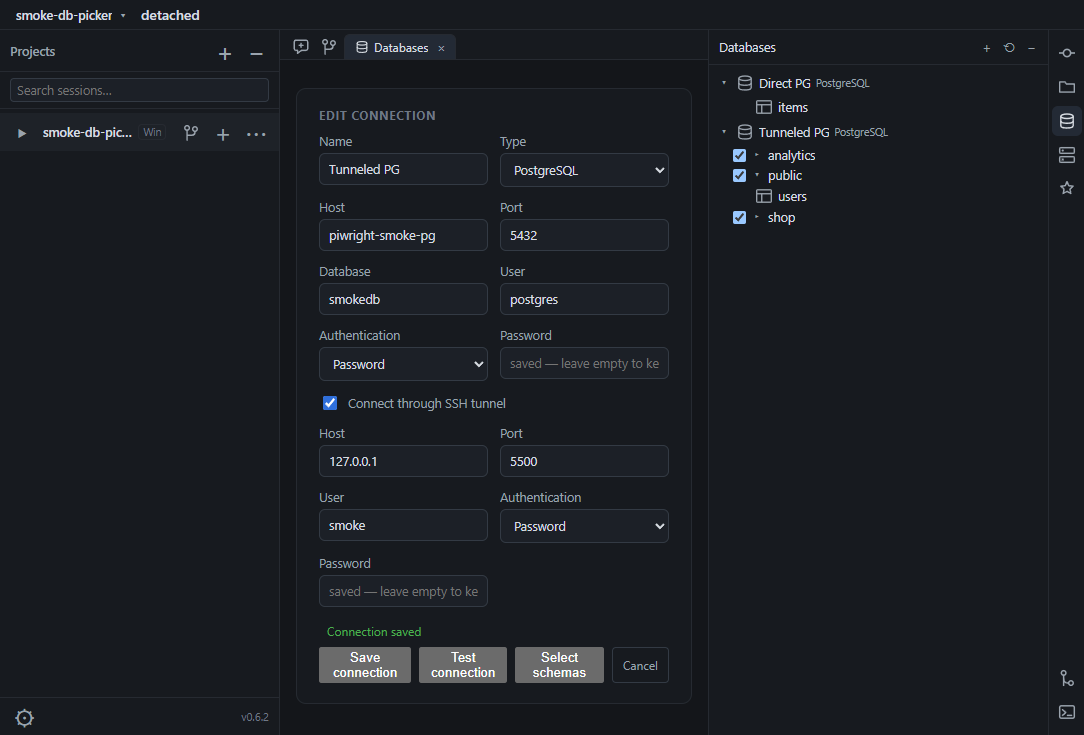 smoke-db-picker
detached
Projects
Search sessions...
smoke-db-pic...
Win
v0.6.2
Databases
EDIT CONNECTION
Name
Type
Tunneled PG
PostgreSQL
Host
Port
piwright-smoke-pg
5432
Database
User
smokedb
postgres
Authentication
Password
Password
saved — leave empty to ke
Connect through SSH tunnel
Host
Port
127.0.0.1
5500
User
Authentication
smoke
Password
Password
saved — leave empty to ke
Connection saved
Save
connection
Test
connection
Select
schemas
Cancel
Databases
Direct PG PostgreSQL
items
Tunneled PG PostgreSQL
analytics
public
users
shop